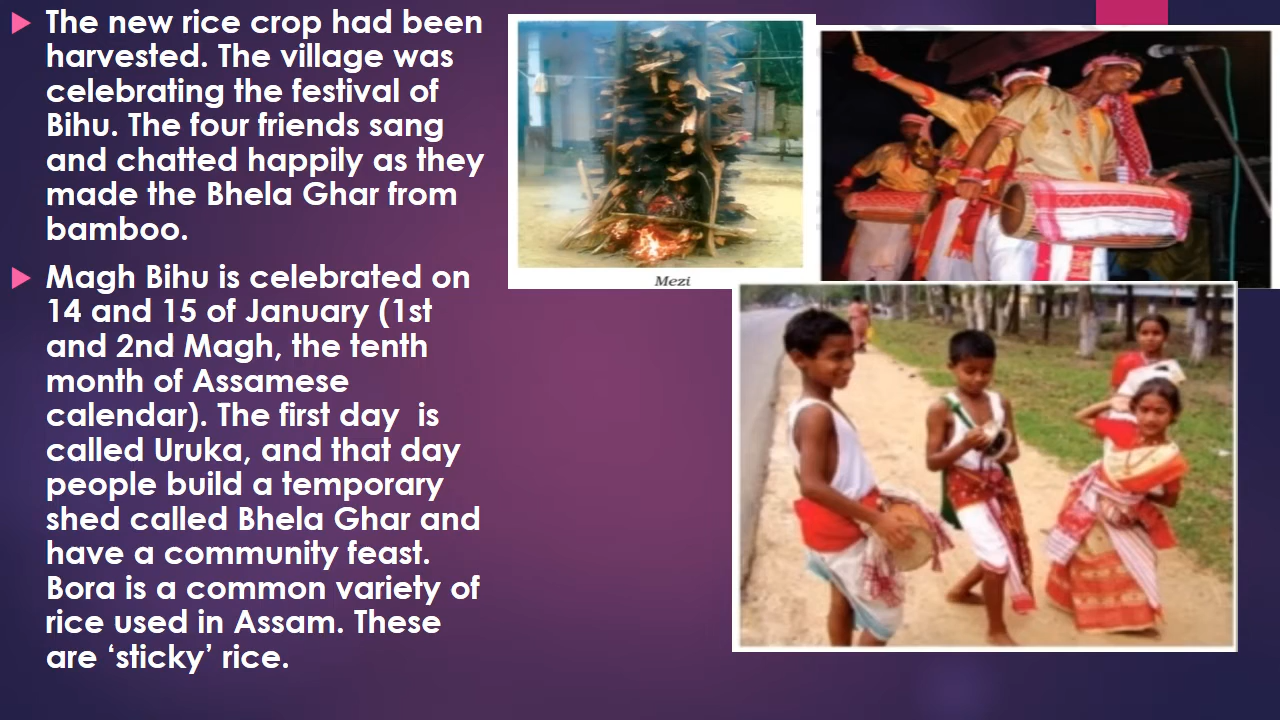 The new rice crop had been
harvested. The village was
celebrating the festival of
Bihu. The four friends sang
and chatted happily as they
made the Bhela Ghar from
bamboo.
Magh Bihu is celebrated on
14 and 15 of January (1st
and 2nd Magh, the tenth
month of Assamese
calendar). The first day  is
called Uruka, and that day
people build a temporary
shed called Bhela Ghar and
have a community feast.
Bora is a common variety of
rice used in Assam. These
are ‘sticky’ rice.
Mezi